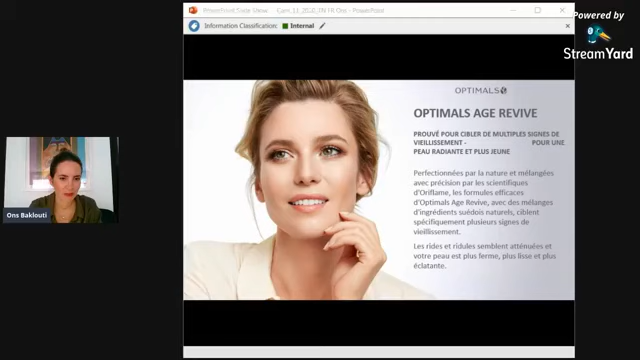 PowerPoint Slide Show - Cam_11_2020_EN FR Ons - PowerPoint
Powered by
StreamYard
Information Classification: Internal
OPTIMALS
OPTIMALS AGE REVIVE
PROUVÉ POUR CIBLER DE MULTIPLES SIGNES DE
VIEILLISSEMENT - POUR UNE
PEAU RADIANTE ET PLUS JEUNE
Perfectionnées par la nature et mélangées
avec précision par les scientifiques
d'Oriflame, les formules efficaces
d'Optimals Age Revive, avec des mélanges
d'ingrédients suédois naturels, ciblent
spécifiquement plusieurs signes de
vieillissement.
Les rides et ridules semblent atténuées et
votre peau est plus ferme, plus lisse et plus
éclatante.
Ons Baklouti